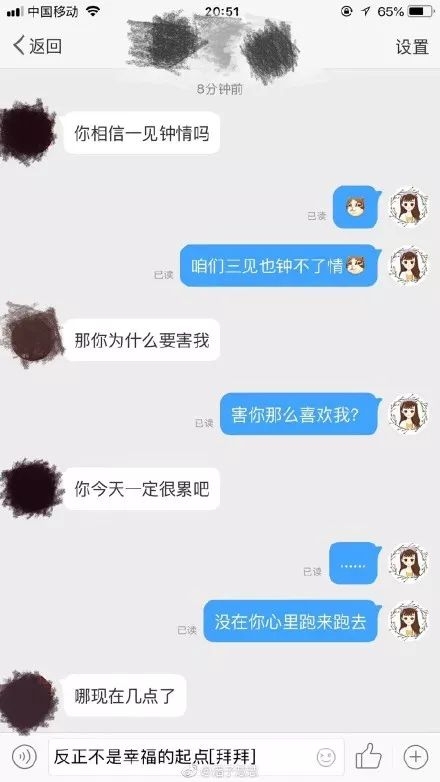 中国移动
20:51
65%
返回
设置
8分钟前
你相信一见钟情吗
已读
咱们三见也钟不了情
已读
那你为什么要害我
害你那么喜欢我?
已读
你今天一定很累吧
......
已读
没在你心里跑来跑去
已读
哪现在几点了
反正不是幸福的起点[拜拜]